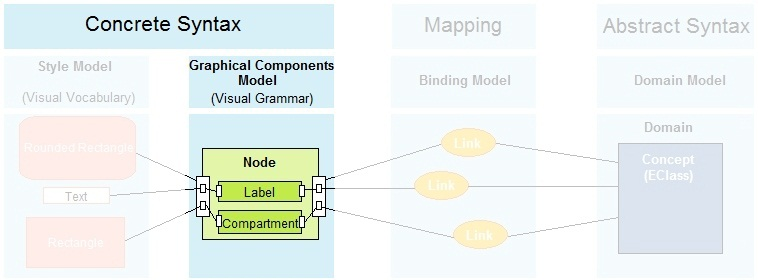 Concrete Syntax
Mapping
Abstract Syntax
Style Model
(Visual Vocabulary)
Graphical Components
Model
(Visual Grammar)
Binding Model
Domain Model
Rounded Rectangle
Text
Rectangle
Node
Label
Compartment
Link
Link
Link
Domain
Concept
(EClass)